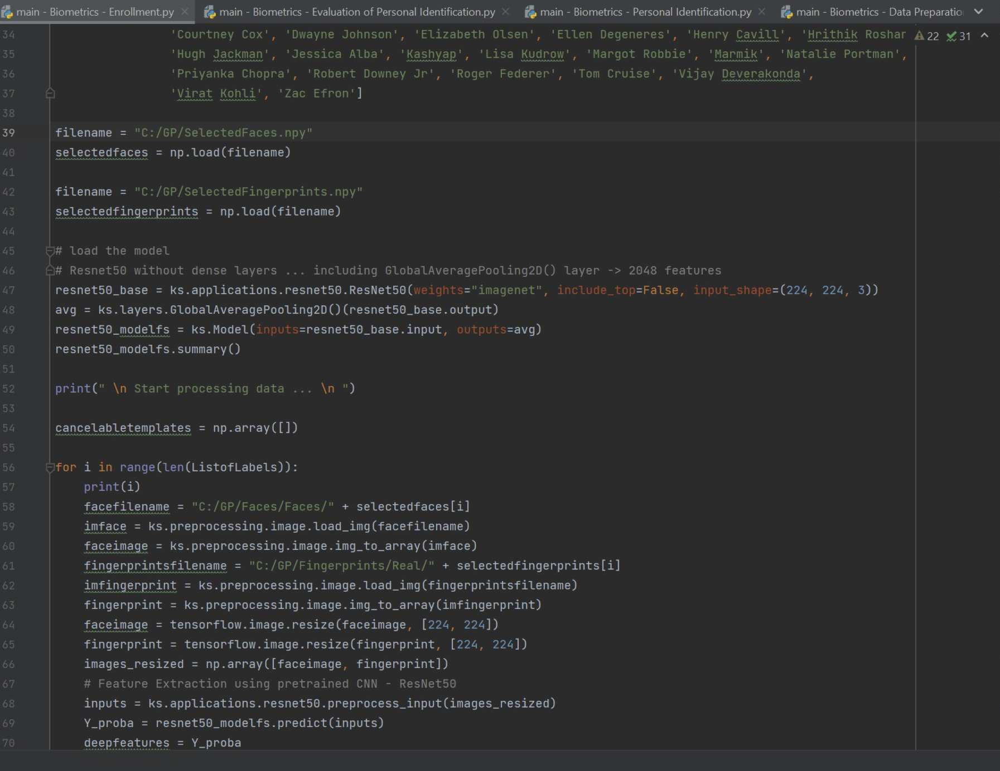 main - Biometrics - Enrollment.py
main - Biometrics - Evaluation of Personal Identification.py
main - Biometrics - Personal Identification.py
main - Biometrics - Data Preparatio
22 31
34 'Courtney Cox', 'Dwayne Johnson', 'Elizabeth Olsen', 'Ellen Degeneres', 'Henry Cavill', 'Hrithik Roshan
35 'Hugh Jackman', 'Jessica Alba', 'Kashyap', 'Lisa Kudrow', 'Margot Robbie', 'Marmik', 'Natalie Portman',
36 'Priyanka Chopra', 'Robert Downey Jr', 'Roger Federer', 'Tom Cruise', 'Vijay Deverakonda',
37 'Virat Kohli', 'Zac Efron']
38
39 filename = "C:/GP/SelectedFaces.npy"
40 selectedfaces = np.load(filename)
41
42 filename = "C:/GP/SelectedFingerprints.npy"
43 selectedfingerprints = np.load(filename)
44
45 # load the model
46 # Resnet50 without dense layers ... including GlobalAveragePooling2D() layer -> 2048 features
47 resnet50_base = ks.applications.resnet50.ResNet50(weights="imagenet", include_top=False, input_shape=(224, 224, 3))
48 avg = ks.layers.GlobalAveragePooling2D()(resnet50_base.output)
49 resnet50_modelfs = ks.Model(inputs=resnet50_base.input, outputs=avg)
50 resnet50_modelfs.summary()
51
52 print(" \n Start processing data ... \n ")
53
54 cancelabletemplates = np.array([])
55
56 for i in range(len(ListofLabels)):
57 print(i)
58 facefilename = "C:/GP/Faces/Faces/" + selectedfaces[i]
59 imface = ks.preprocessing.image.load_img(facefilename)
60 faceimage = ks.preprocessing.image.img_to_array(imface)
61 fingerprintsfilename = "C:/GP/Fingerprints/Real/" + selectedfingerprints[i]
62 imfingerprint = ks.preprocessing.image.load_img(fingerprintsfilename)
63 fingerprint = ks.preprocessing.image.img_to_array(imfingerprint)
64 faceimage = tensorflow.image.resize(faceimage, [224, 224])
65 fingerprint = tensorflow.image.resize(fingerprint, [224, 224])
66 images_resized = np.array([faceimage, fingerprint])
67 # Feature Extraction using pretrained CNN - ResNet50
68 inputs = ks.applications.resnet50.preprocess_input(images_resized)
69 Y_proba = resnet50_modelfs.predict(inputs)
70 deepfeatures = Y_proba